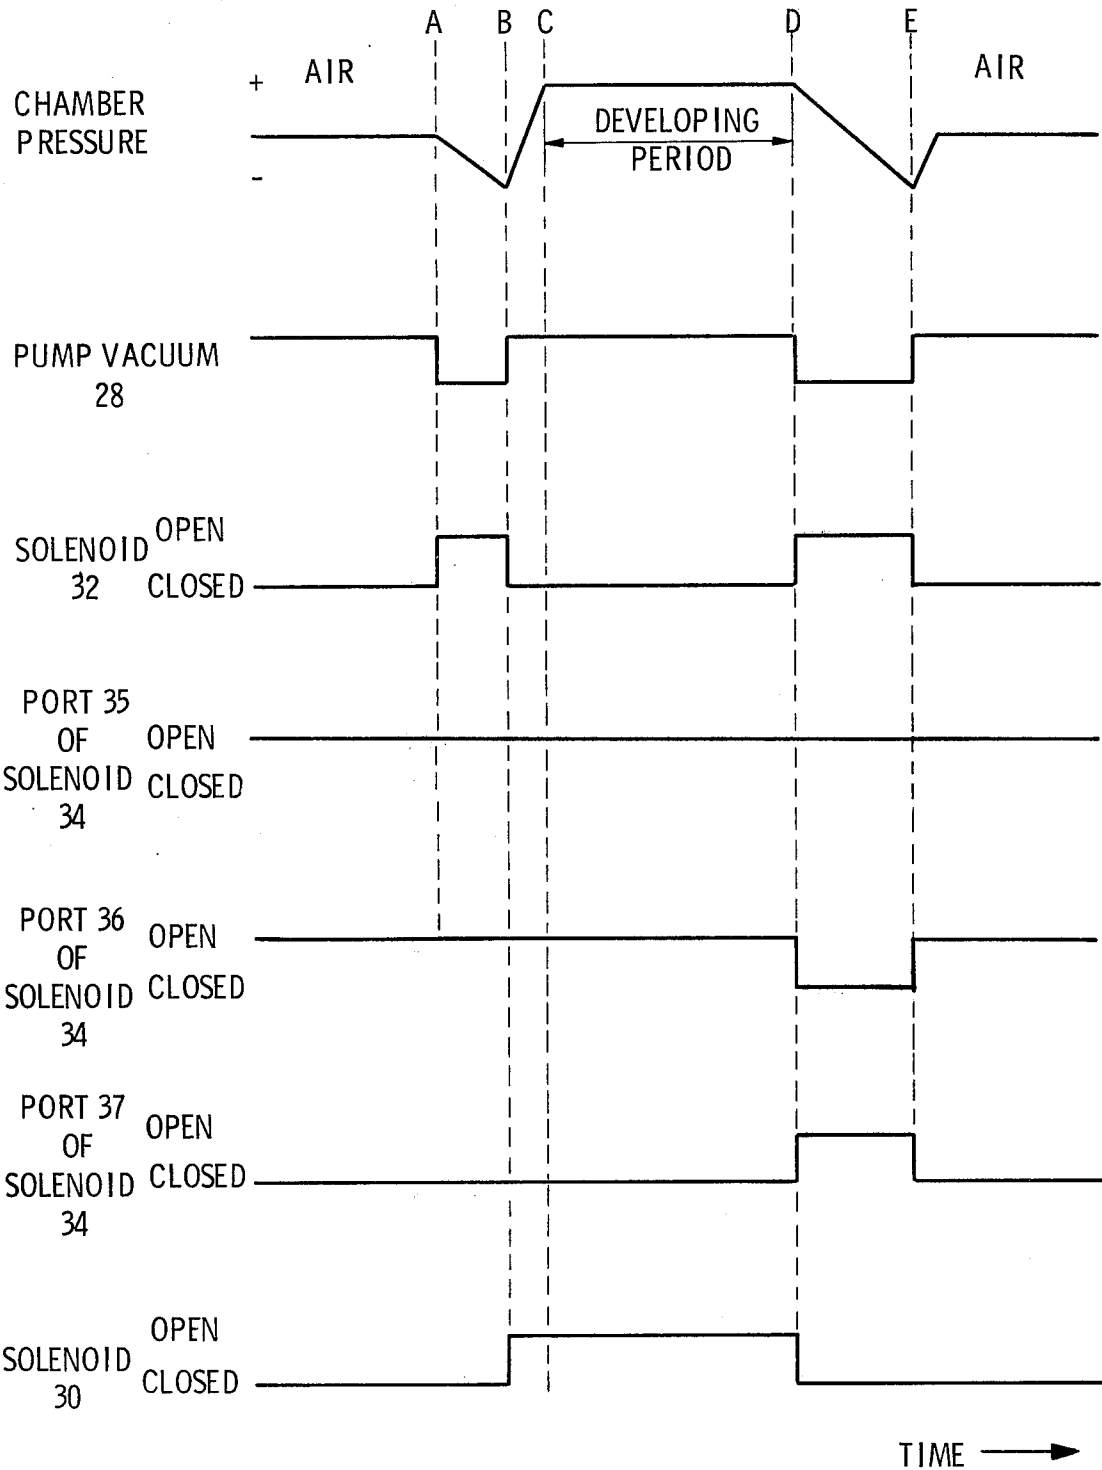 A B C D E
+ AIR AIR
CHAMBER
PRESSURE
DEVELOPING
PERIOD
-
PUMP VACUUM
28
SOLENOID OPEN
32 CLOSED
PORT 35
OF OPEN
SOLENOID CLOSED
34
PORT 36
OF OPEN
SOLENOID CLOSED
34
PORT 37
OF OPEN
SOLENOID CLOSED
34
OPEN
SOLENOID
30 CLOSED
TIME